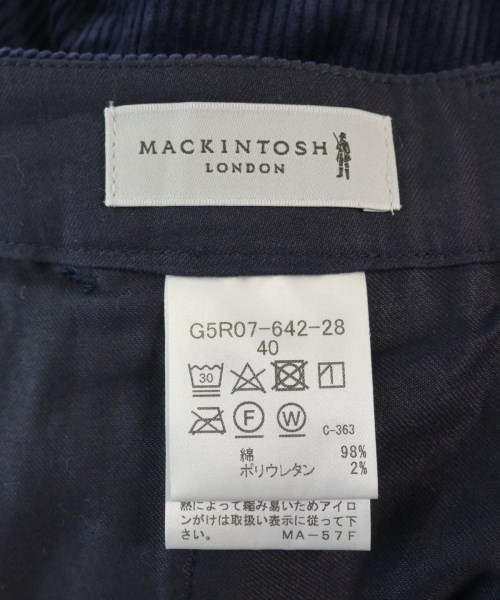 MACKINTOSH
LONDON
G5R07-642-28
40
30
F W
C-363
綿 98%
ポリウレタン 2%
熱によって縮み易いためアイロ
ンがけは取扱い表示に従って下
さい。 MA-57F